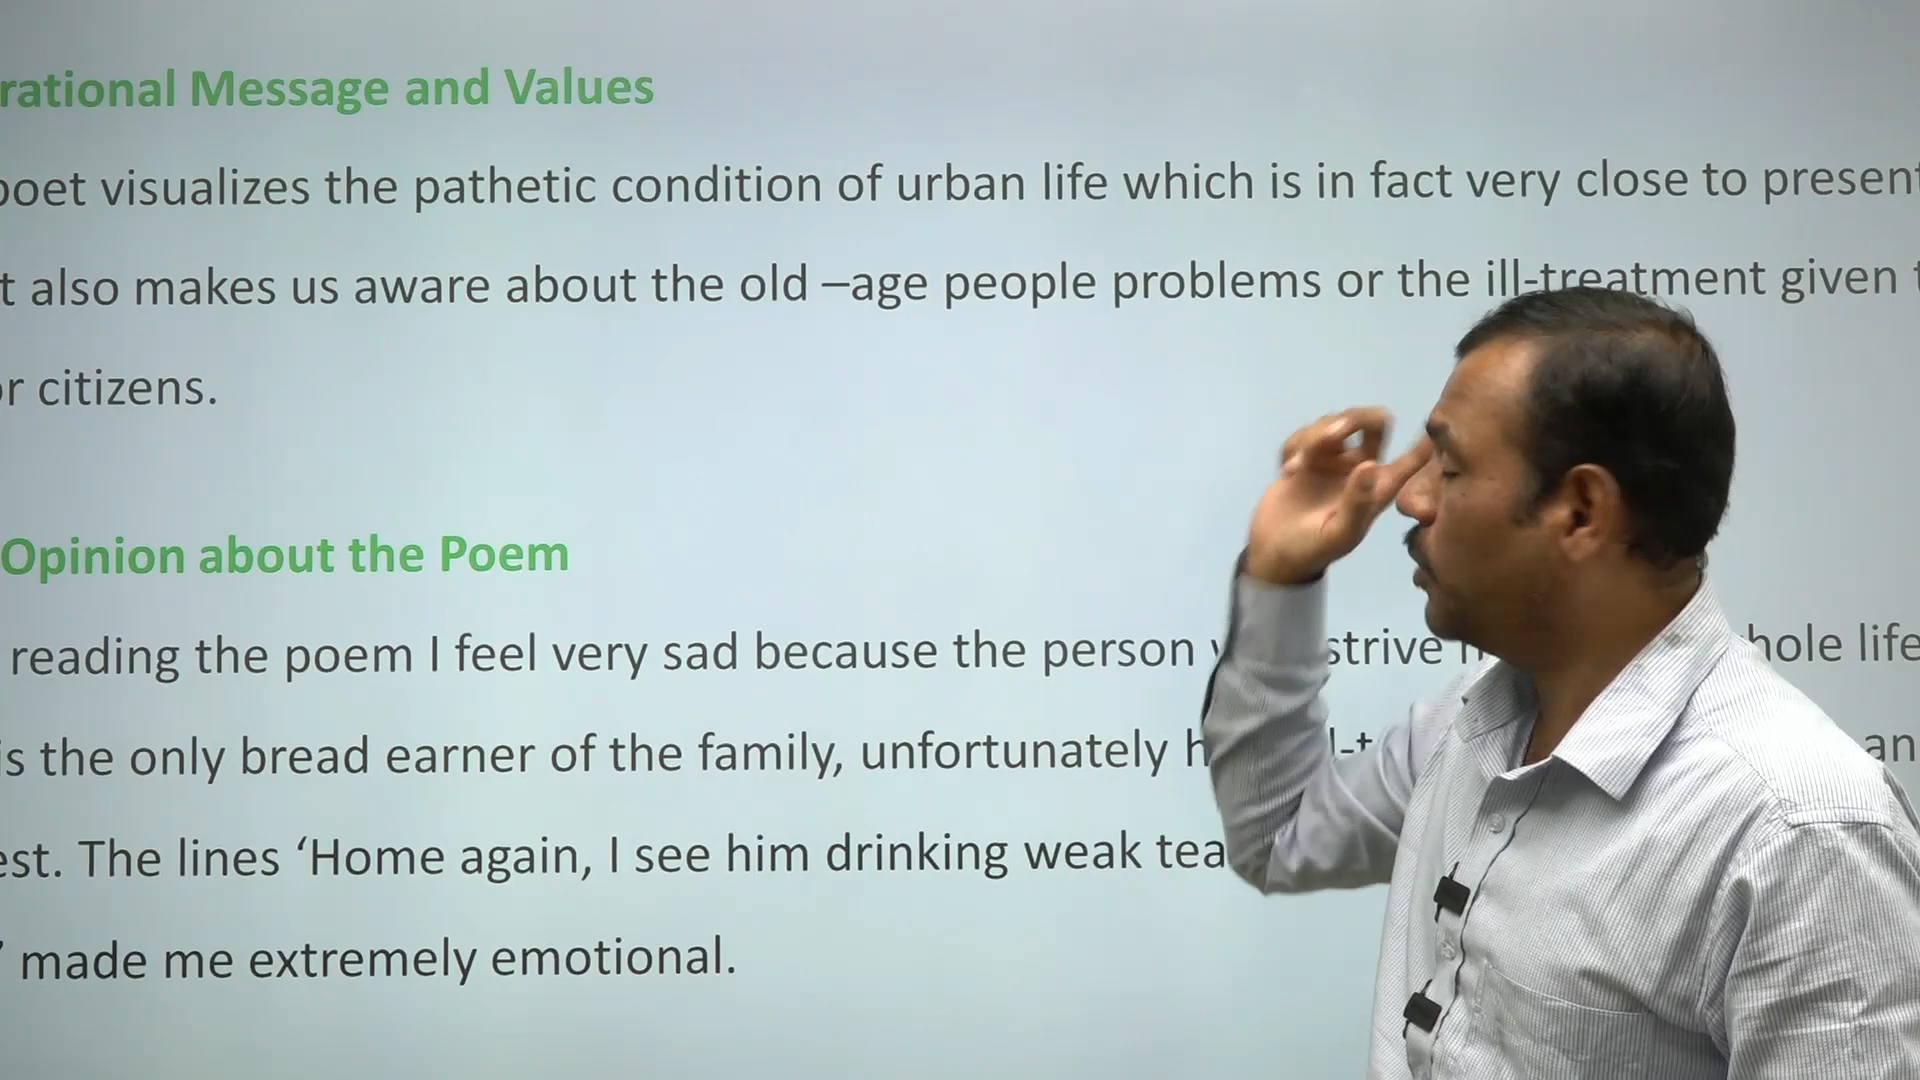 rational Message and Values
poet visualizes the pathetic condition of urban life which is in fact very close to present
t also makes us aware about the old –age people problems or the ill-treatment given
or citizens.
Opinion about the Poem
reading the poem I feel very sad because the person strive hole life
is the only bread earner of the family, unfortunately
est. The lines ‘Home again, I see him drinking weak tea
’ made me extremely emotional.